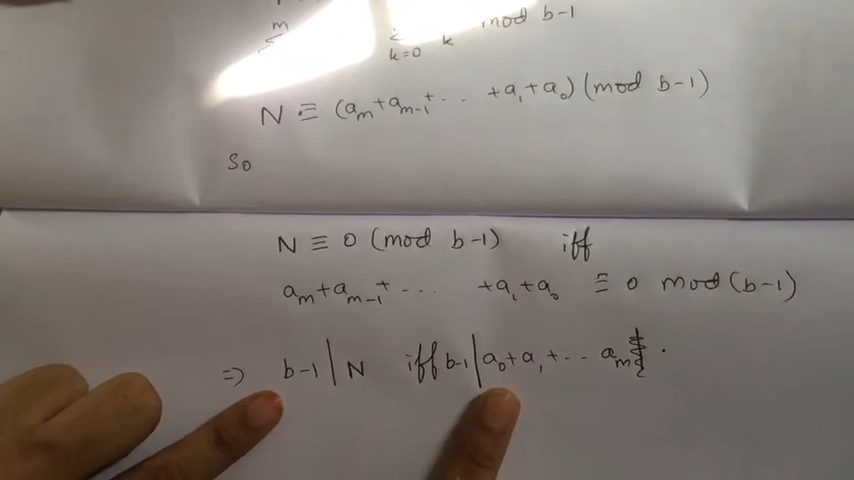 m mod b-1
k=0 k
N ≡ (a_m+a_{m-1}+ ·· +a_1+a_0) (mod b-1)
So
N ≡ 0 (mod b-1) iff
a_m+a_{m-1}+ ··· +a_1+a_0 ≡ 0 mod (b-1)
⇒ b-1 | N iff b-1 | a_0+a_1+ -·· a_m .